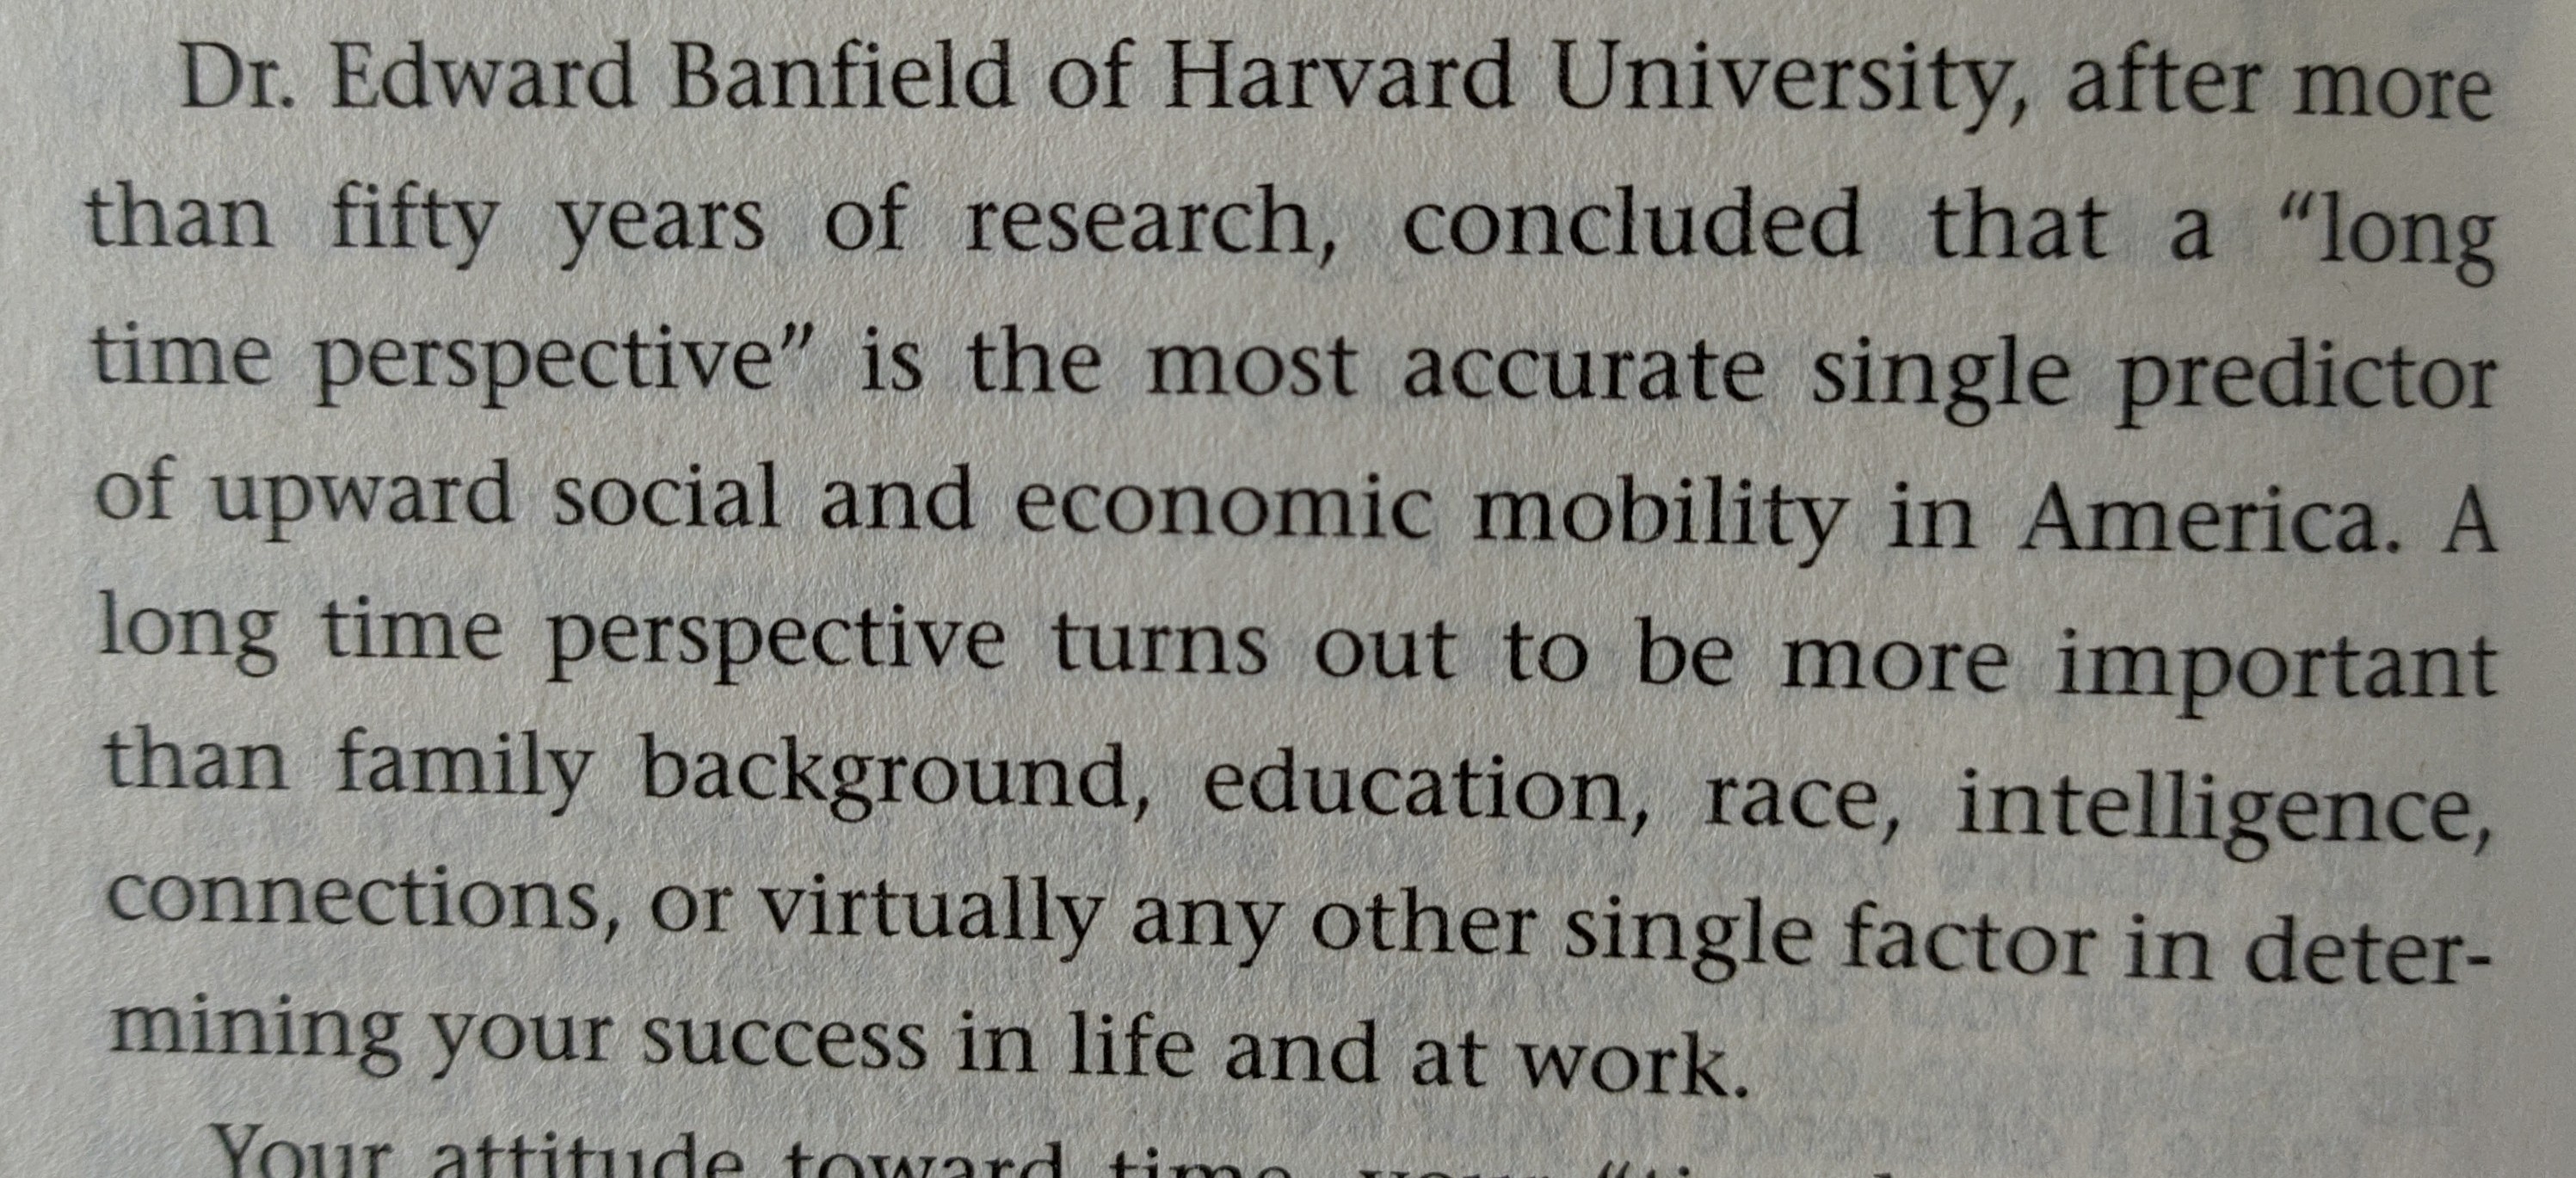 Dr. Edward Banfield of Harvard University, after more
than fifty years of research, concluded that a “long
time perspective” is the most accurate single predictor
of upward social and economic mobility in America. A
long time perspective turns out to be more important
than family background, education, race, intelligence,
connections, or virtually any other single factor in deter-
mining your success in life and at work.
Your attitude toward time, your